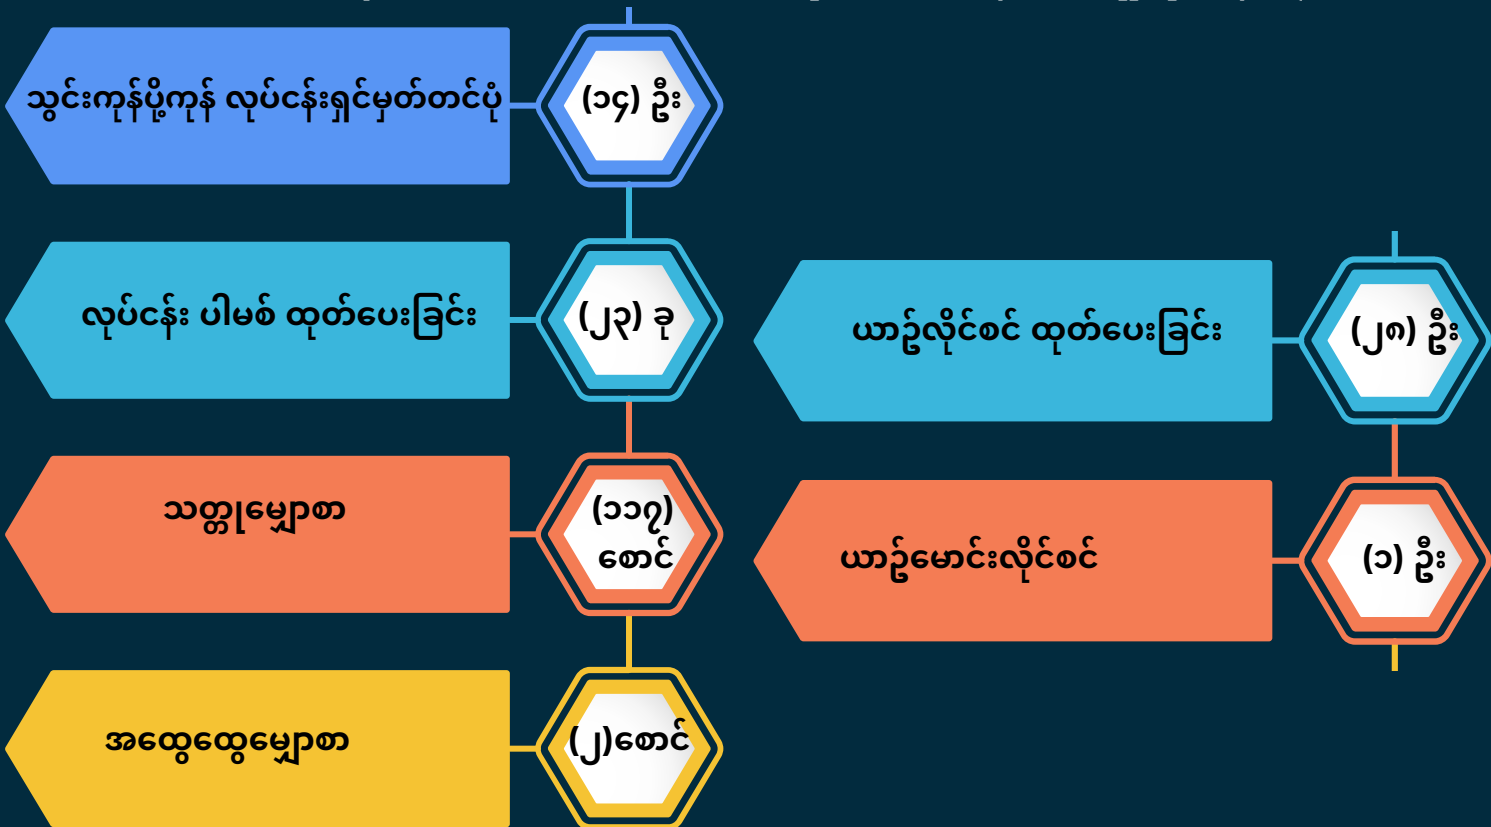 သွင်းကုန်ပို့ကုန် လုပ်ငန်းရှင်မှတ်တင်ပုံ
(၁၄) ဦး
လုပ်ငန်း ပါမစ် ထုတ်ပေးခြင်း
(၂၃) ခု
သတ္တုမျှောစာ
(၁၁၇)
စောင်
အထွေထွေမျှောစာ
(၂)စောင်
ယာဥ်လိုင်စင် ထုတ်ပေးခြင်း
(၂၈) ဦး
ယာဥ်မောင်းလိုင်စင်
(၁) ဦး